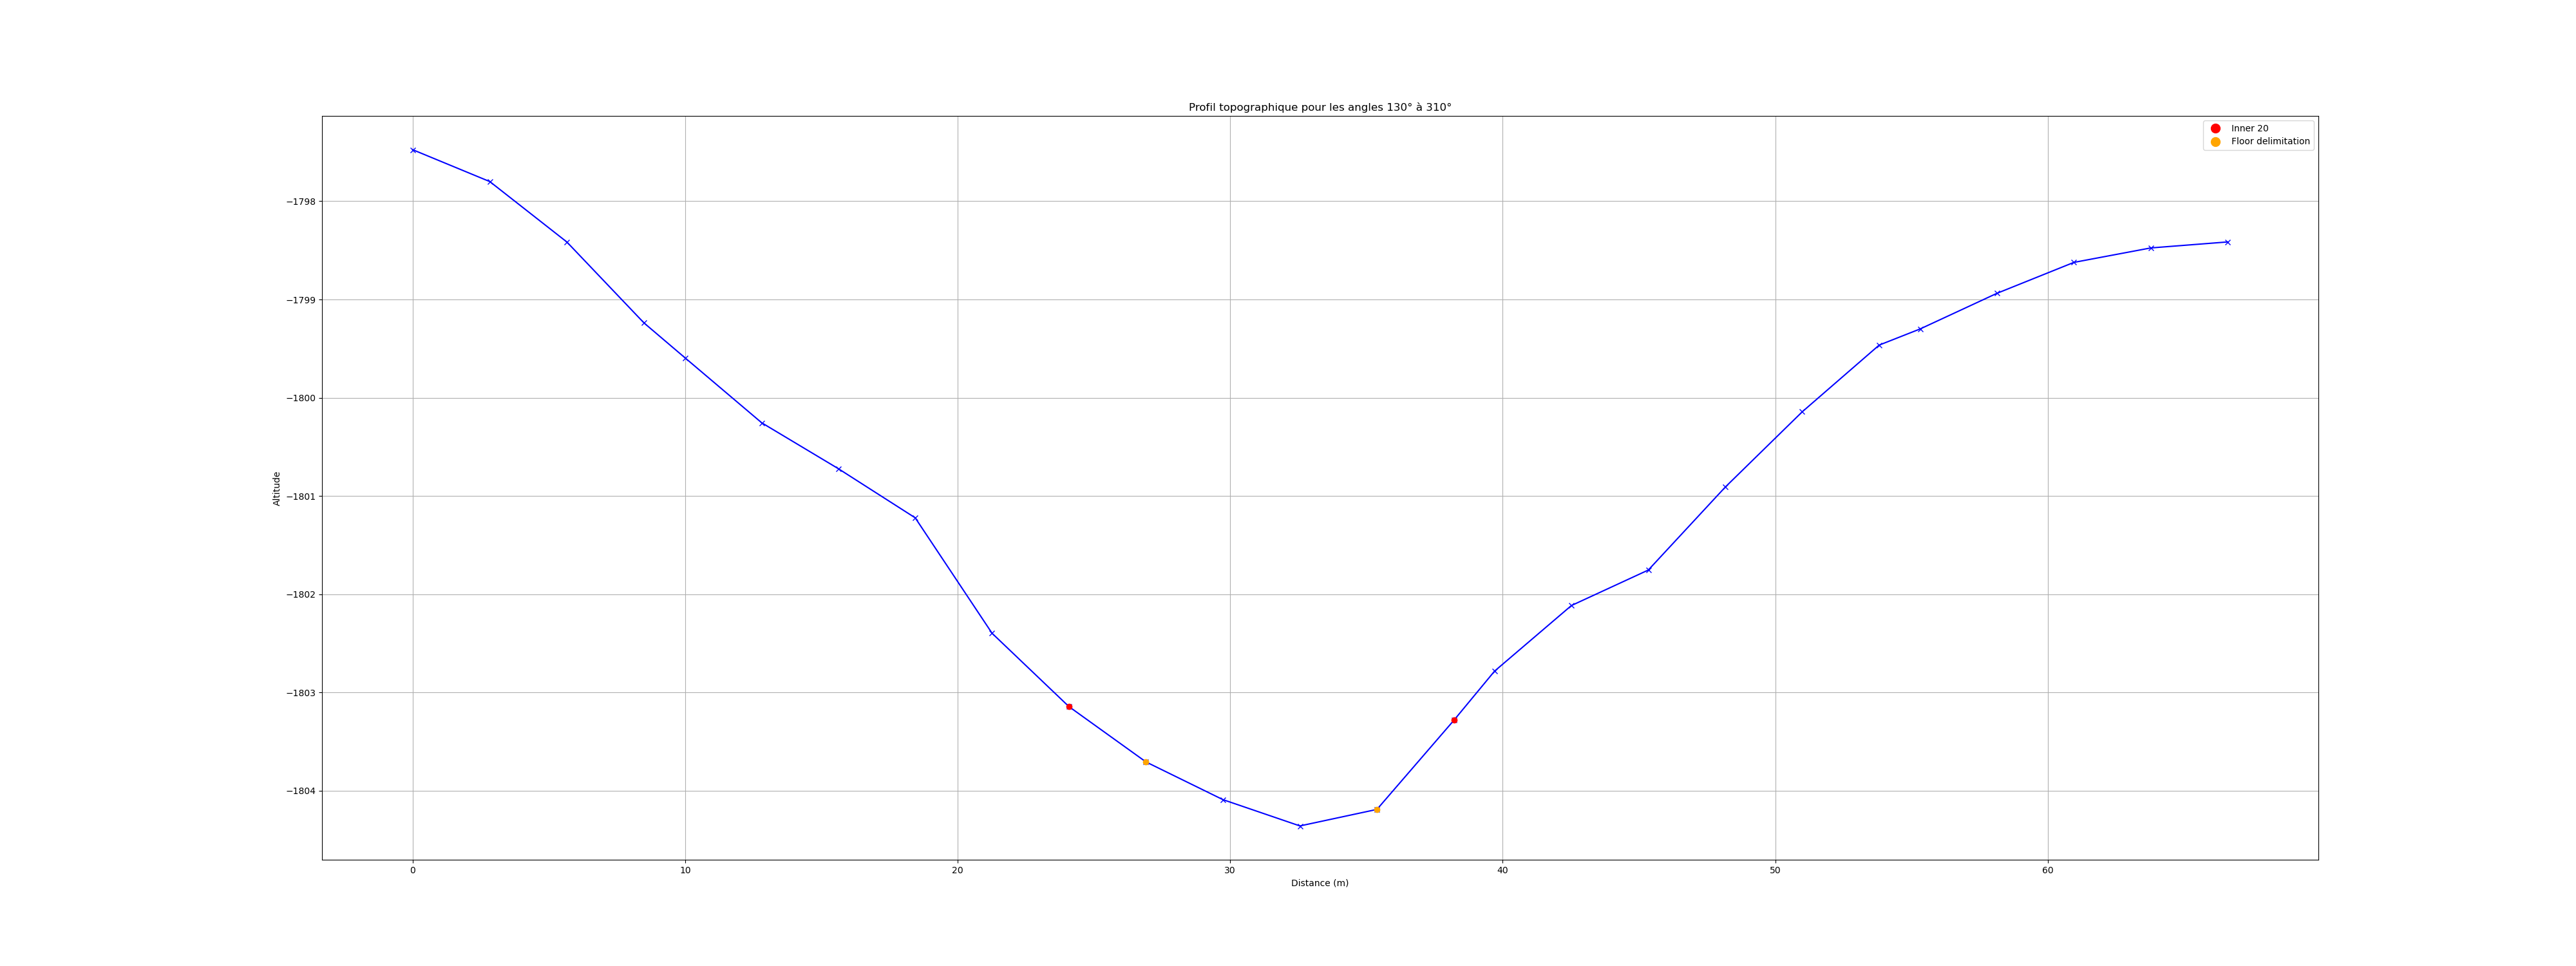 Profil topographique pour les angles 130° à 310°
Inner 20
Floor delimitation
Altitude
−1798
−1799
−1800
−1801
−1802
−1803
−1804
0 10 20 30 40 50 60
Distance (m)